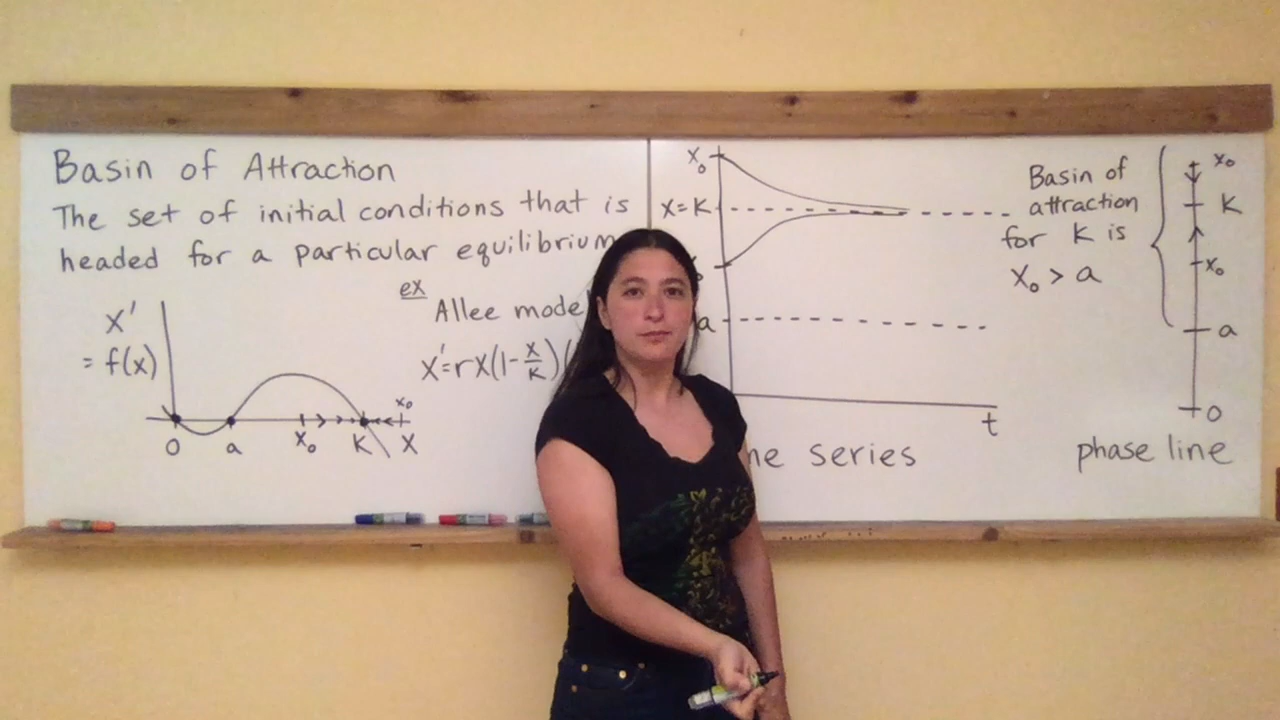 Basin of Attraction
The set of initial conditions that is
headed for a particular equilibrium
ex
Allee mode
x'=rx(1-x/K)(
x'
= f(x)
x₀
0 a x₀ K x
x₀
x=K
a
t
series
Basin of
attraction
for K is
x₀ > a
x₀
K
x₀
a
0
phase line